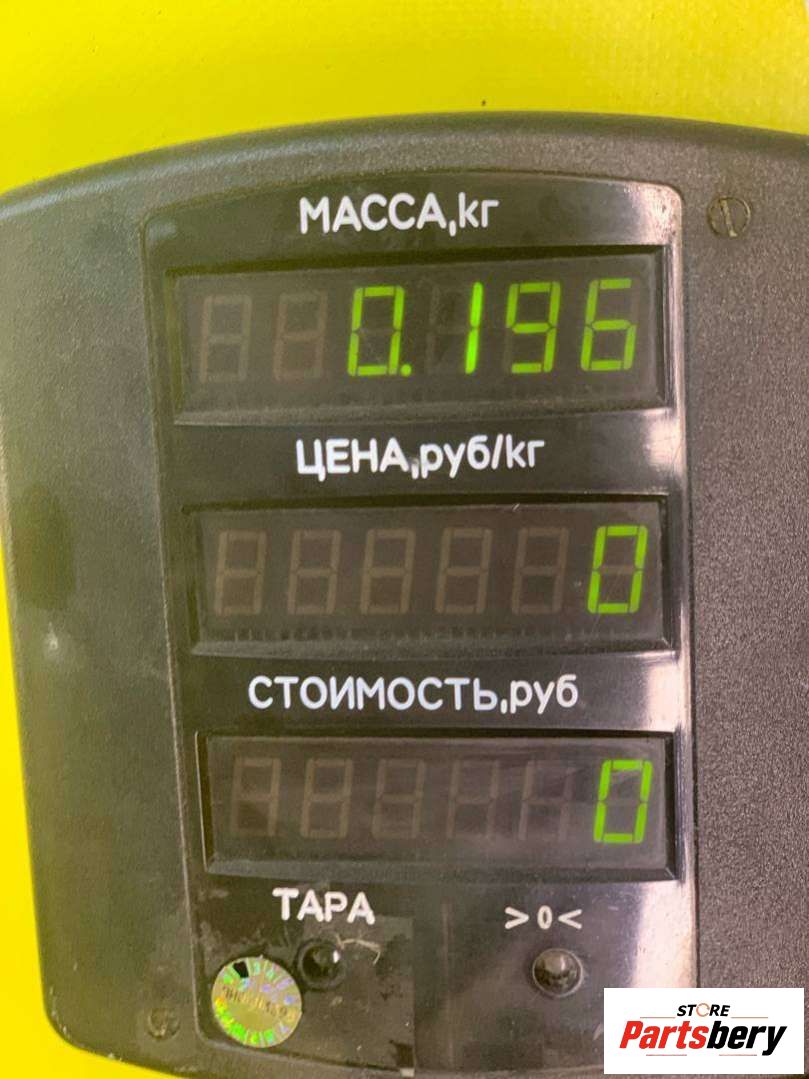 МАССА,кг
0.196
ЦЕНА,руб/кг
0
СТОИМОСТЬ,руб
0
ТАРА
>0<
STORE
Partsbery